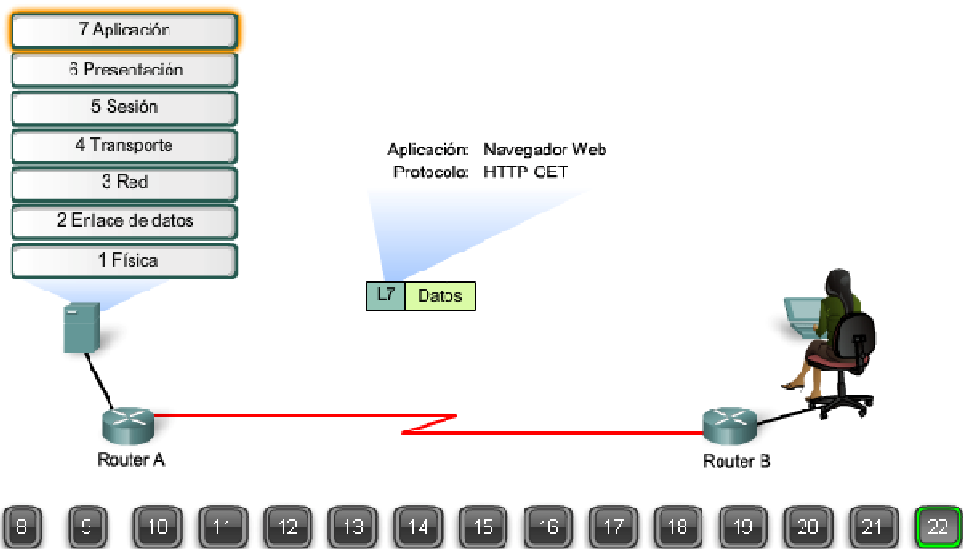 7 Aplicación
6 Presentación
5 Sesión
4 Transporte
3 Red
2 Enlace de datos
1 Física
Aplicación: Navegador Web
Protocolo: HTTP GET
L7 Datos
Router A
Router B
8 9 10 11 12 13 14 15 16 17 18 19 20 21 22